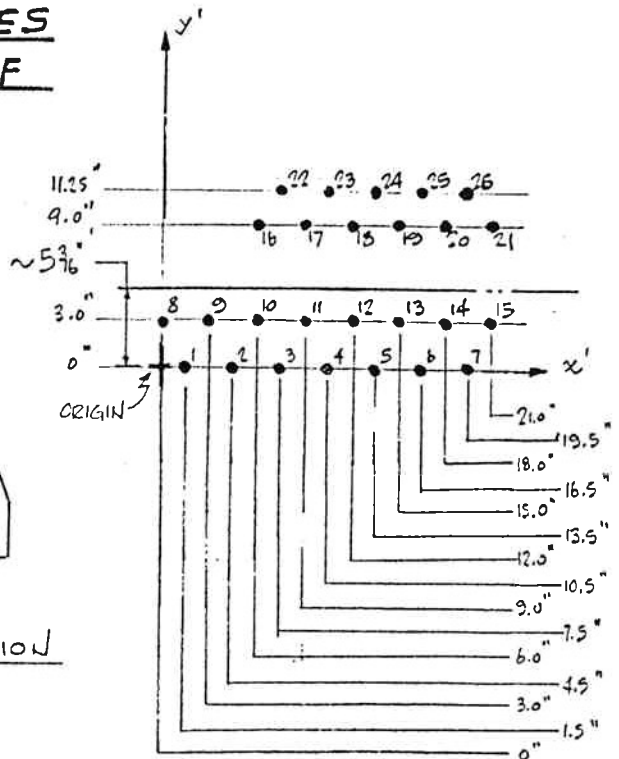 ES
F
y'
11.25"
22 23 24 25 26
9.0"
16 17 18 19 20 21
~5 3/16"
3.0"
8 9 10 11 12 13 14 15
0"
1 2 3 4 5 6 7
x'
ORIGIN
21.0"
19.5"
18.0"
16.5"
15.0"
13.5"
12.0"
10.5"
9.0"
7.5"
6.0"
4.5"
3.0"
1.5"
0"
ION